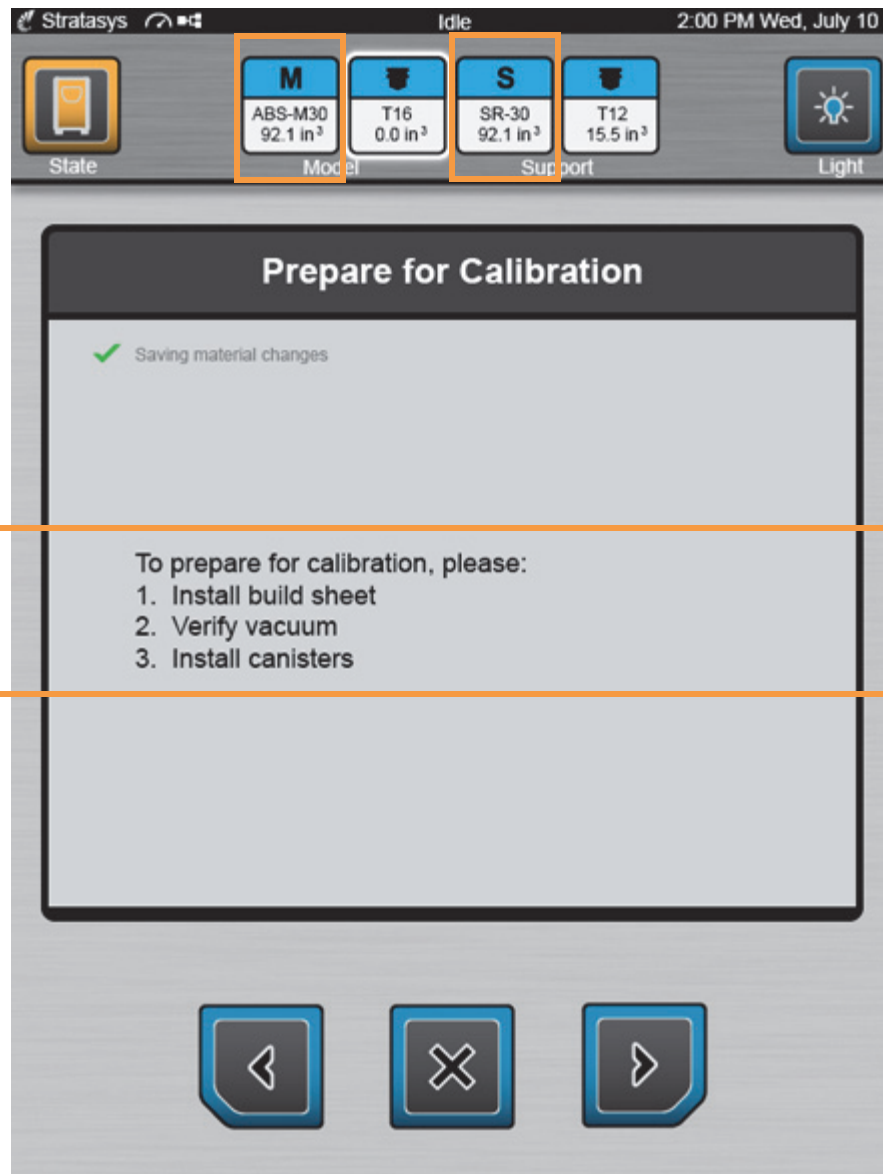 Stratasys Idle 2:00 PM Wed, July 10
M S
ABS-M30 T16 SR-30 T12
92.1 in³ 0.0 in³ 92.1 in³ 15.5 in³
State Model Support Light
Prepare for Calibration
Saving material changes
To prepare for calibration, please:
1. Install build sheet
2. Verify vacuum
3. Install canisters